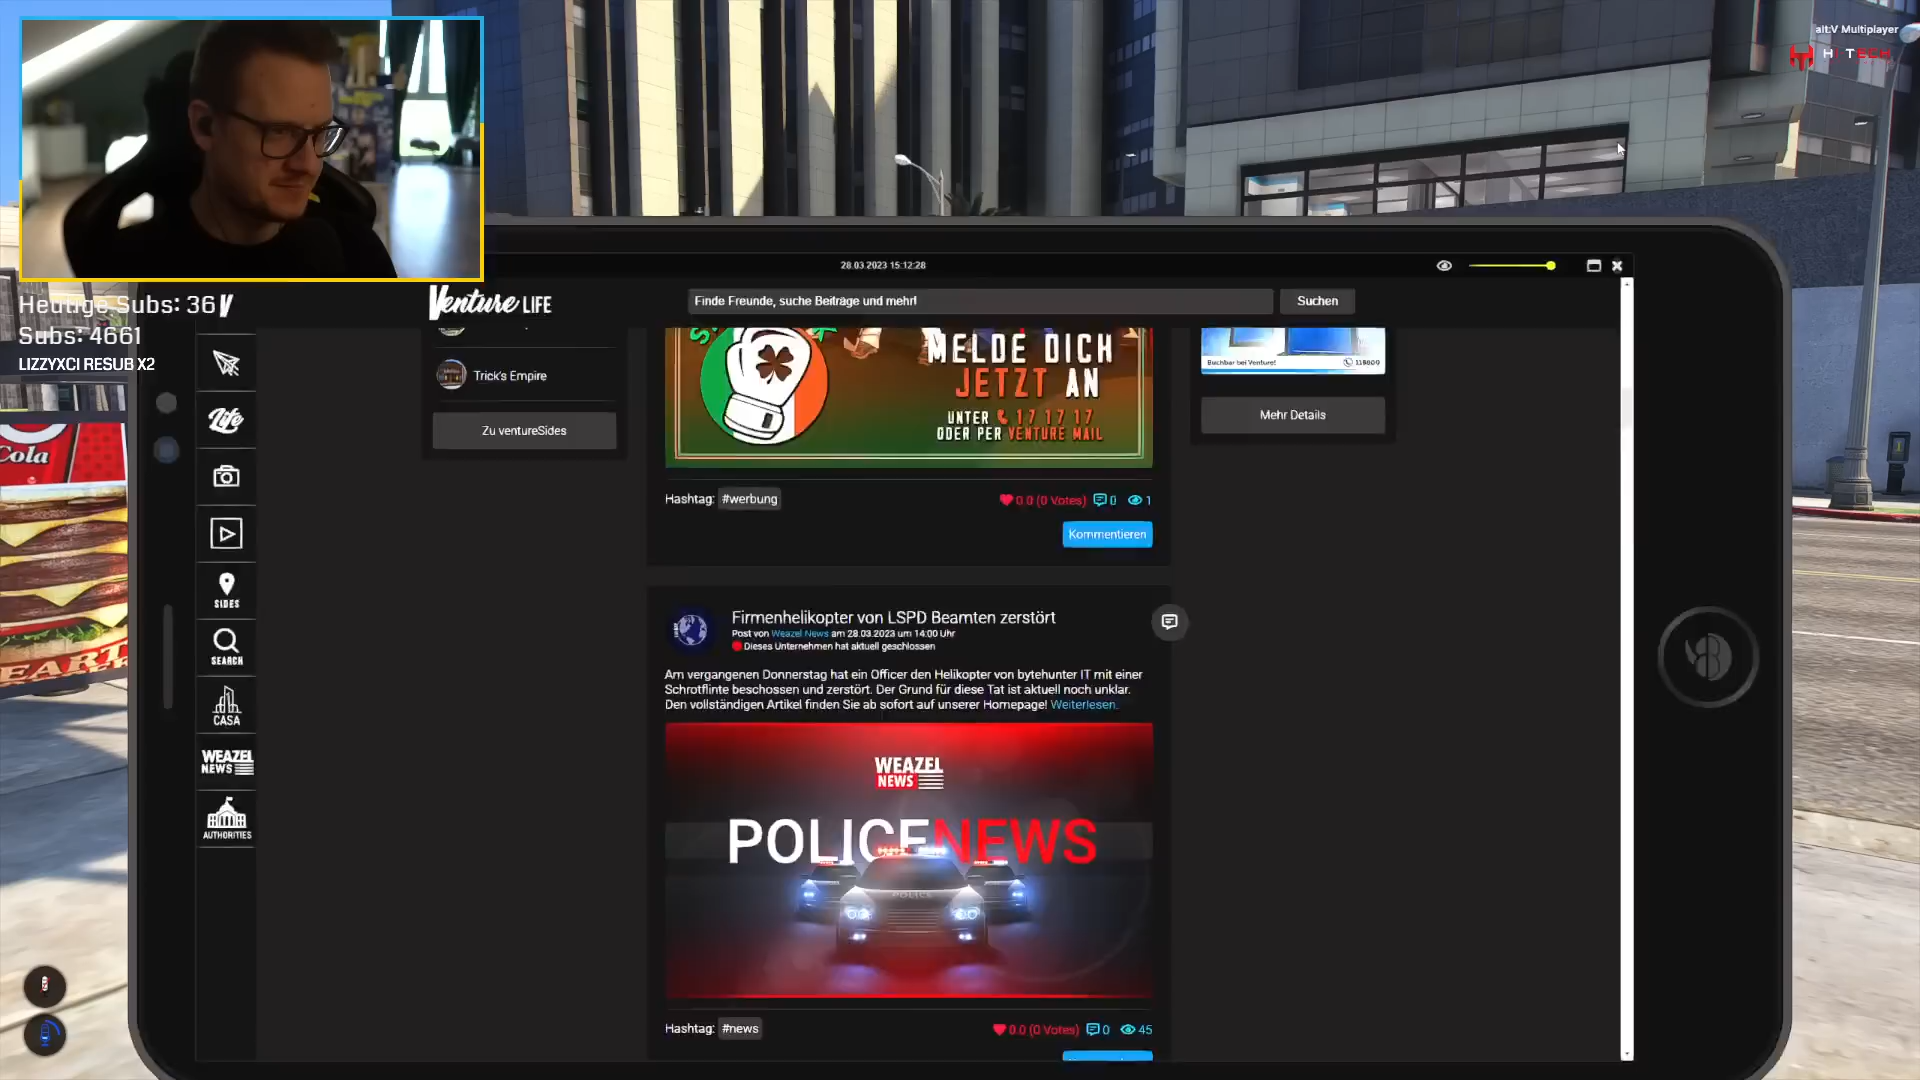 alt:V Multiplayer
HITECH
Heutige Subs: 36
Subs: 4661
LIZZYXCI RESUB X2
28.03.2023 15:12:28
V
Venture LIFE
Finde Freunde, suche Beiträge und mehr!
Suchen
Life
SIDES
SEARCH
CASA
WEAZEL
NEWS
AUTHORITIES
Trick's Empire
Zu ventureSides
MELDE DICH
JETZT AN
UNTER 17 17 17
ODER PER VENTURE MAIL
Hashtag: #werbung
0.0 (0 Votes) 0 1
Kommentieren
Buchbar bei Venture!
Mehr Details
Firmenhelikopter von LSPD Beamten zerstört
Post von Weazel News am 28.03.2023 um 14:00 Uhr
Dieses Unternehmen hat aktuell geschlossen
Am vergangenen Donnerstag hat ein Officer den Helikopter von bytehunter IT mit einer
Schrotflinte beschossen und zerstört. Der Grund für diese Tat ist aktuell noch unklar.
Den vollständigen Artikel finden Sie ab sofort auf unserer Homepage! Weiterlesen.
WEAZEL
NEWS
POLICENEWS
POLICE
Hashtag: #news
0.0 (0 Votes) 0 45
Cola